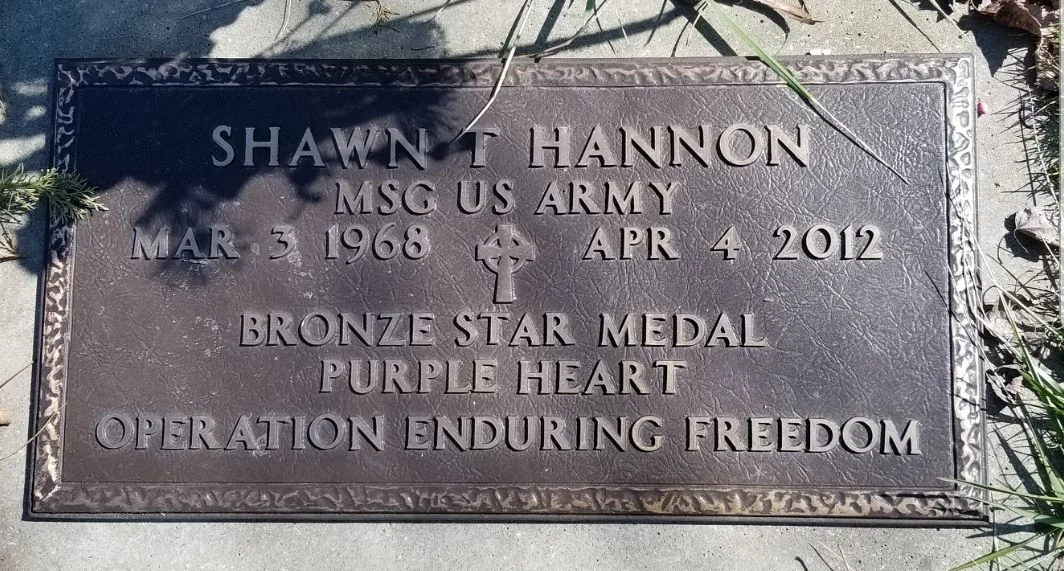 SHAWN T HANNON
MSG US ARMY
MAR 3 1968 APR 4 2012
BRONZE STAR MEDAL
PURPLE HEART
OPERATION ENDURING FREEDOM